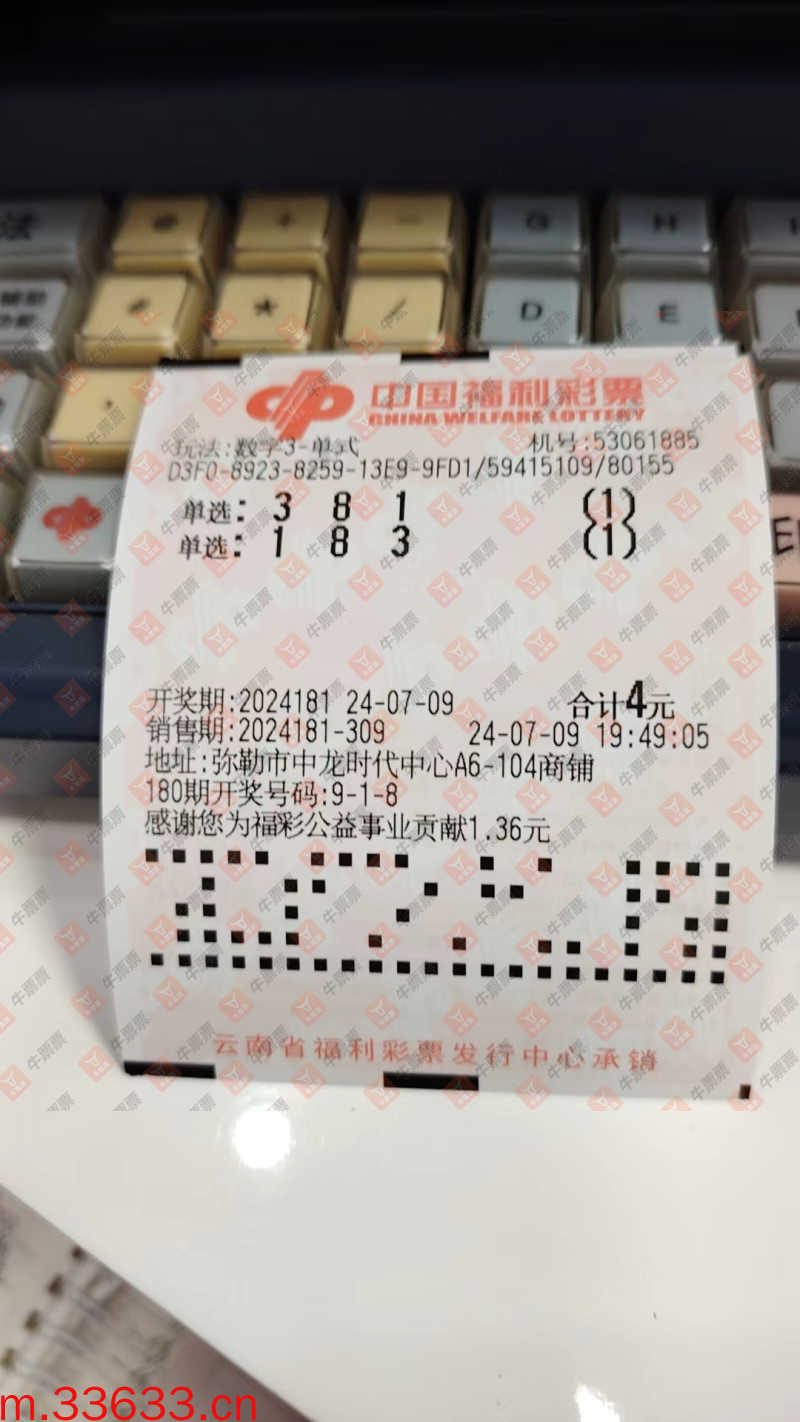 法 @ + - G H I
# * / D E
中国福利彩票
CHINA WELFARE LOTTERY
玩法:数字3-单式 机号:53061885
D3F0-8923-8259-13E9-9FD1/59415109/80155
单选: 3 8 1 (1)
单选: 1 8 3 (1)
开奖期:2024181 24-07-09 合计4元
销售期:2024181-309 24-07-09 19:49:05
地址:弥勒市中龙时代中心A6-104商铺
180期开奖号码:9-1-8
感谢您为福彩公益事业贡献1.36元
云南省福利彩票发行中心承销
牛票票
m.33633.cn